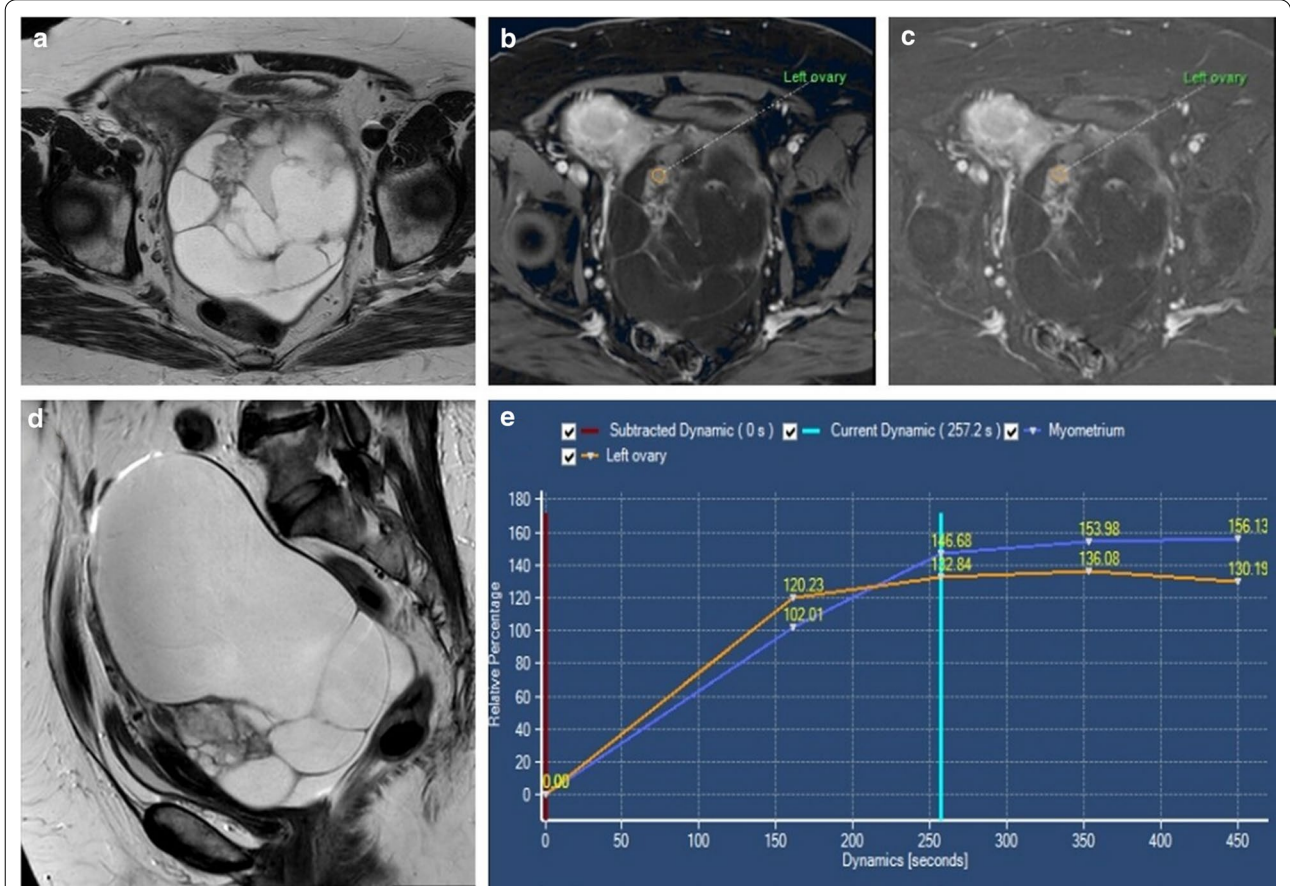 a
b
Left ovary
c
Left ovary
d
e
Subtracted Dynamic ( 0 s ) Current Dynamic ( 257.2 s ) Myometrium
Left ovary
Relative Percentage
180
160
140
120
100
80
60
40
20
0
0.00
120.23
102.01
146.68
132.84
153.98
136.08
156.13
130.19
0 50 100 150 200 250 300 350 400 450
Dynamics [seconds]